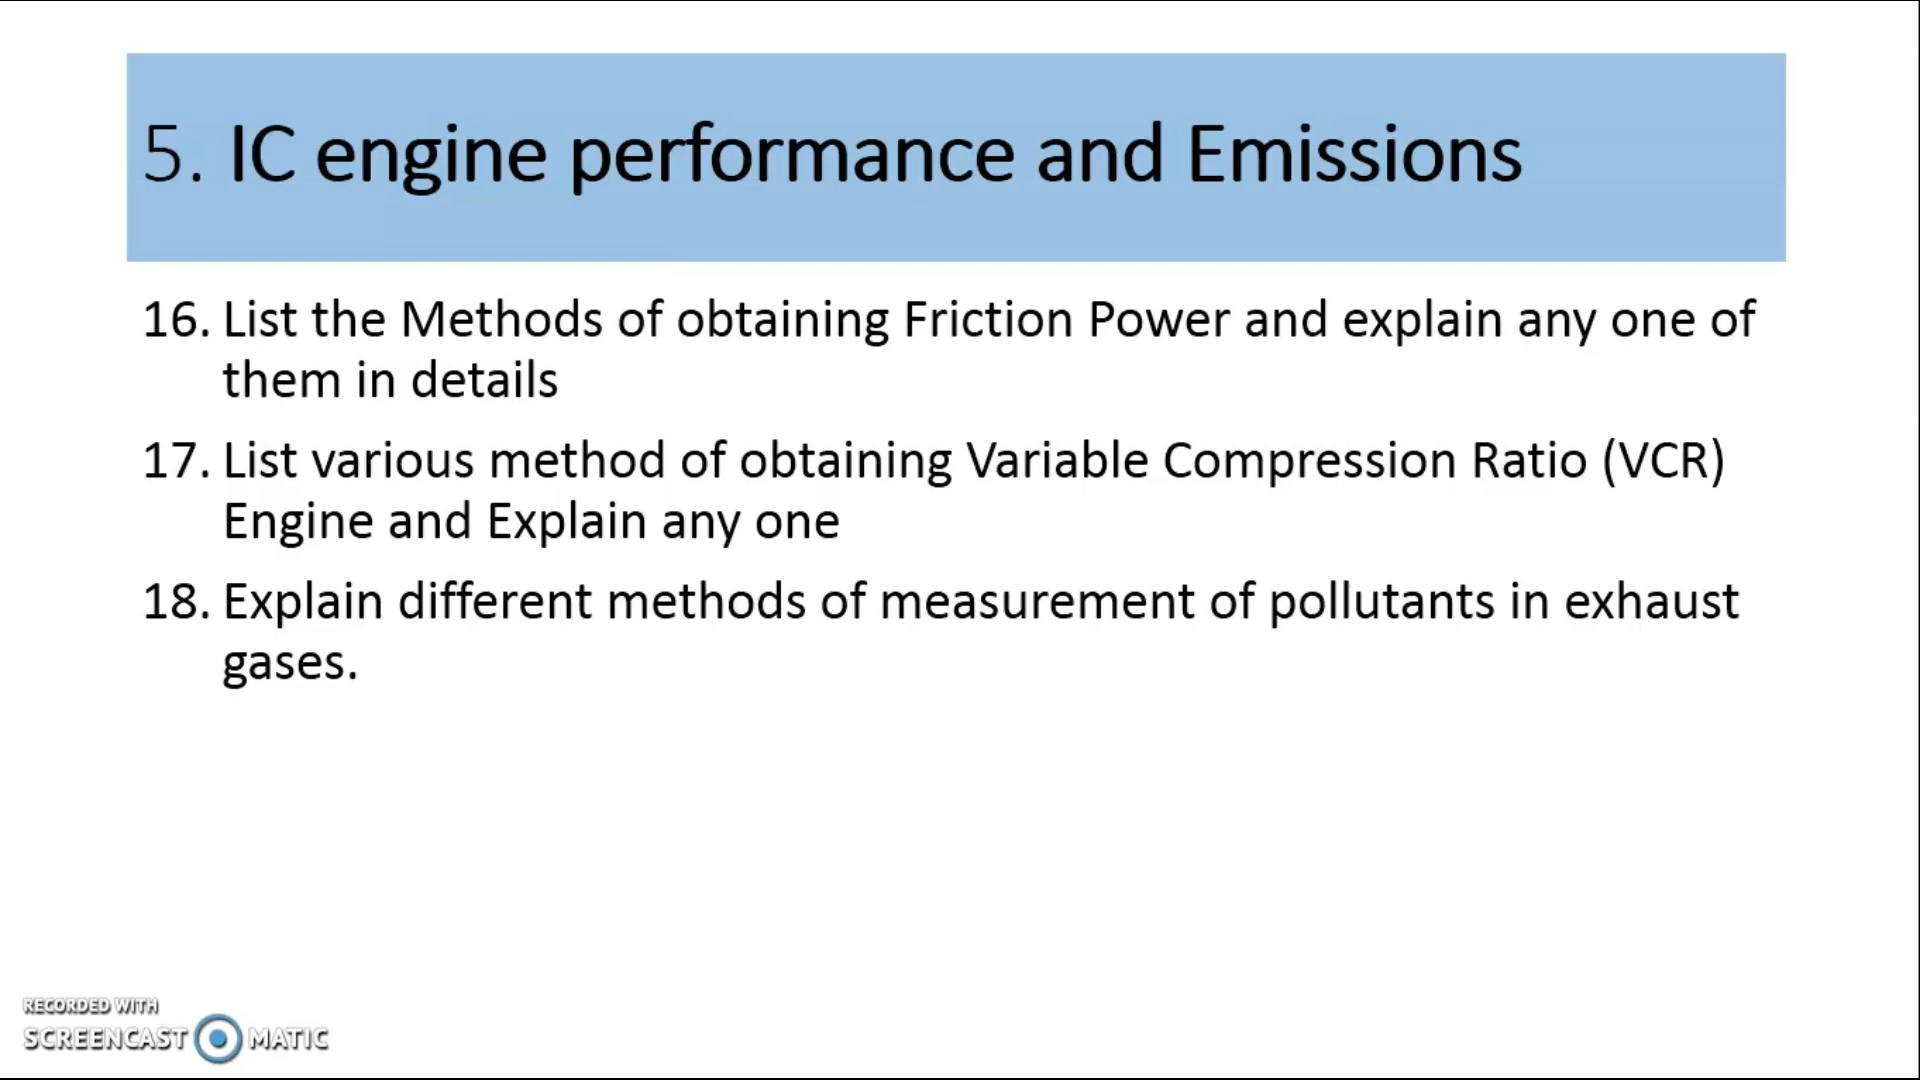 5. IC engine performance and Emissions
16. List the Methods of obtaining Friction Power and explain any one of
them in details
17. List various method of obtaining Variable Compression Ratio (VCR)
Engine and Explain any one
18. Explain different methods of measurement of pollutants in exhaust
gases.
RECORDED WITH
SCREENCAST MATIC